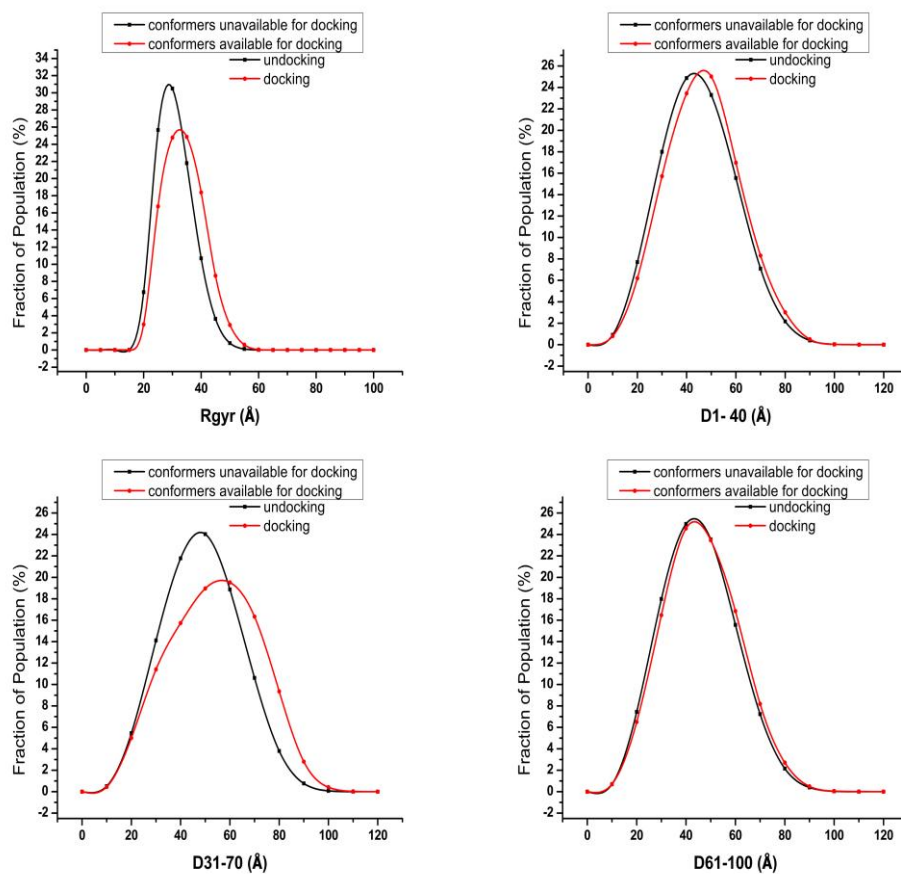 conformers unavailable for docking
conformers available for docking
undocking
docking
34
32
30
28
26
24
22
20
18
16
14
12
10
8
6
4
2
0
-2
Fraction of Population (%)
0 20 40 60 80 100
Rgyr (Å)
conformers unavailable for docking
conformers available for docking
undocking
docking
26
24
22
20
18
16
14
12
10
8
6
4
2
0
-2
Fraction of Population (%)
0 20 40 60 80 100 120
D1- 40 (Å)
conformers unavailable for docking
conformers available for docking
undocking
docking
26
24
22
20
18
16
14
12
10
8
6
4
2
0
-2
Fraction of Population (%)
0 20 40 60 80 100 120
D31-70 (Å)
conformers unavailable for docking
conformers available for docking
undocking
docking
26
24
22
20
18
16
14
12
10
8
6
4
2
0
-2
Fraction of Population (%)
0 20 40 60 80 100 120
D61-100 (Å)